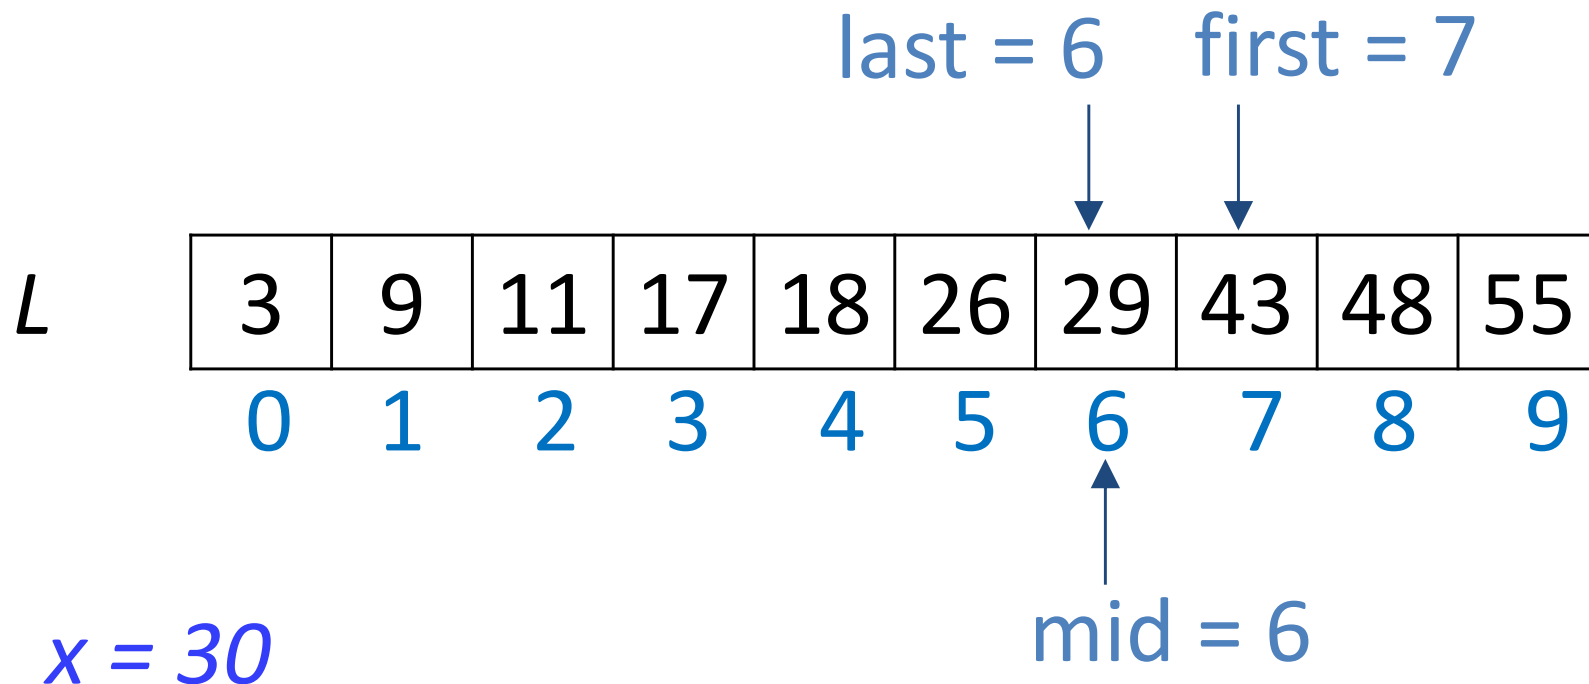 last = 6 first = 7
L 3 9 11 17 18 26 29 43 48 55
0 1 2 3 4 5 6 7 8 9
mid = 6
x = 30